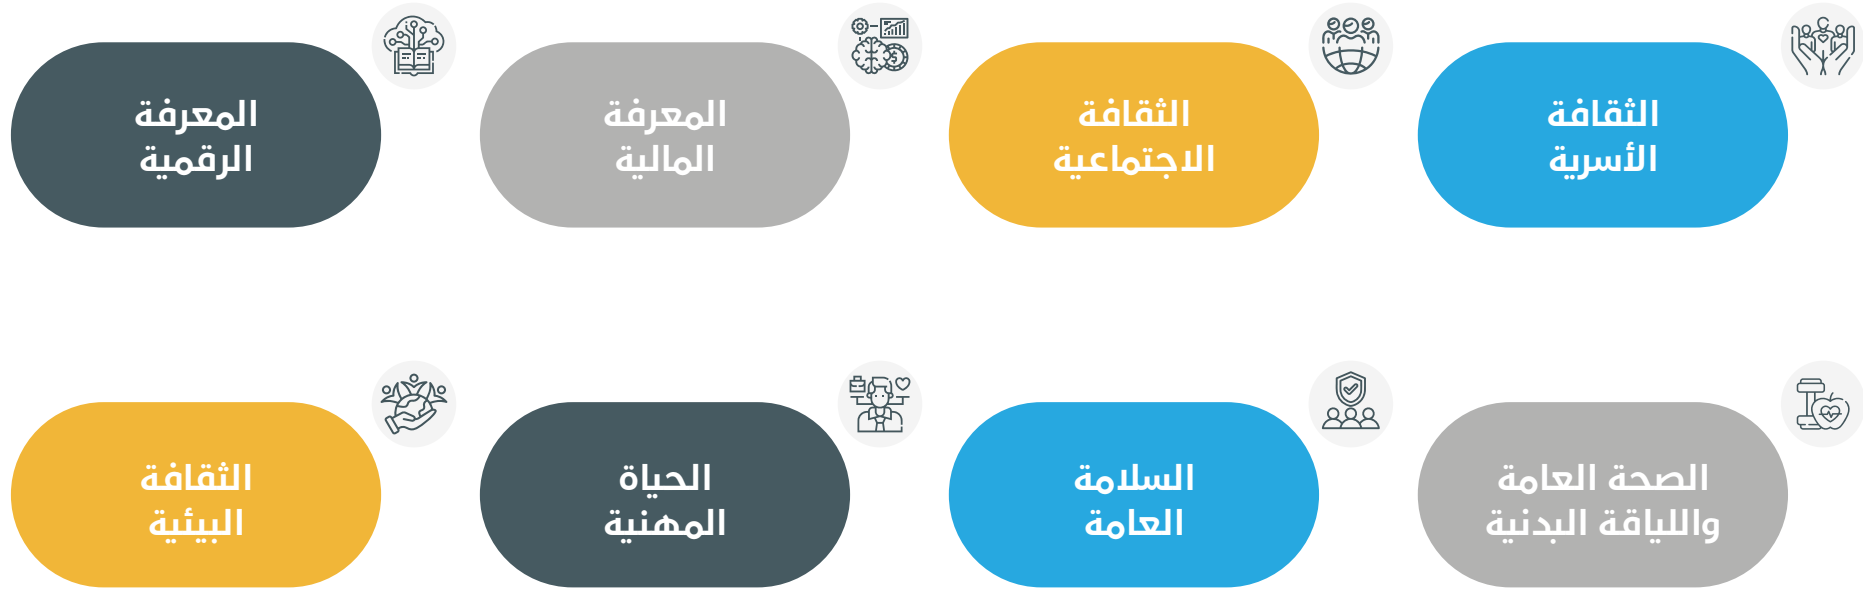 الثقافة
الأسرية
الثقافة
الاجتماعية
المعرفة
المالية
المعرفة
الرقمية
الصحة العامة
واللياقة البدنية
السلامة
العامة
الحياة
المهنية
الثقافة
البيئية